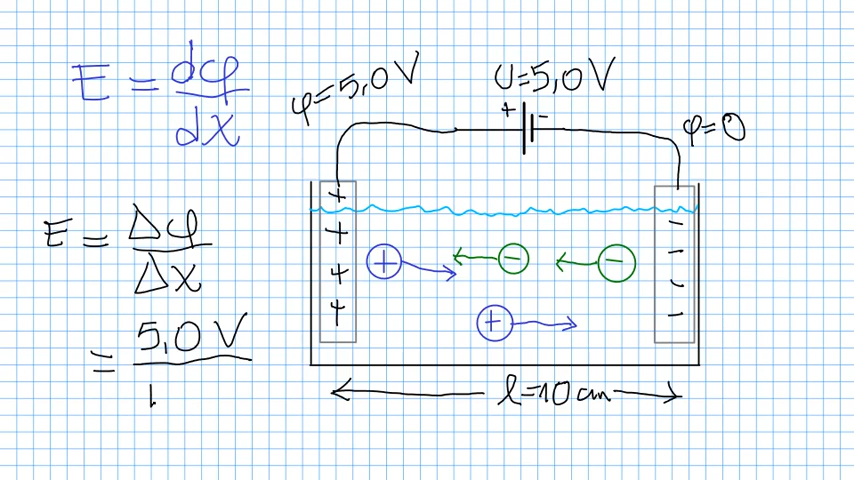 E = dφ/dx
φ=5,0V
U=5,0V
+ -
φ=0
E = Δφ/Δx
= 5,0V
+
+
+
+
-
-
-
-
+
-
-
+
l=10cm